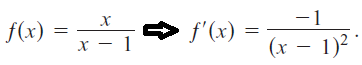 f(x) = x / (x − 1) ⇨ f′(x) = −1 / (x − 1)².